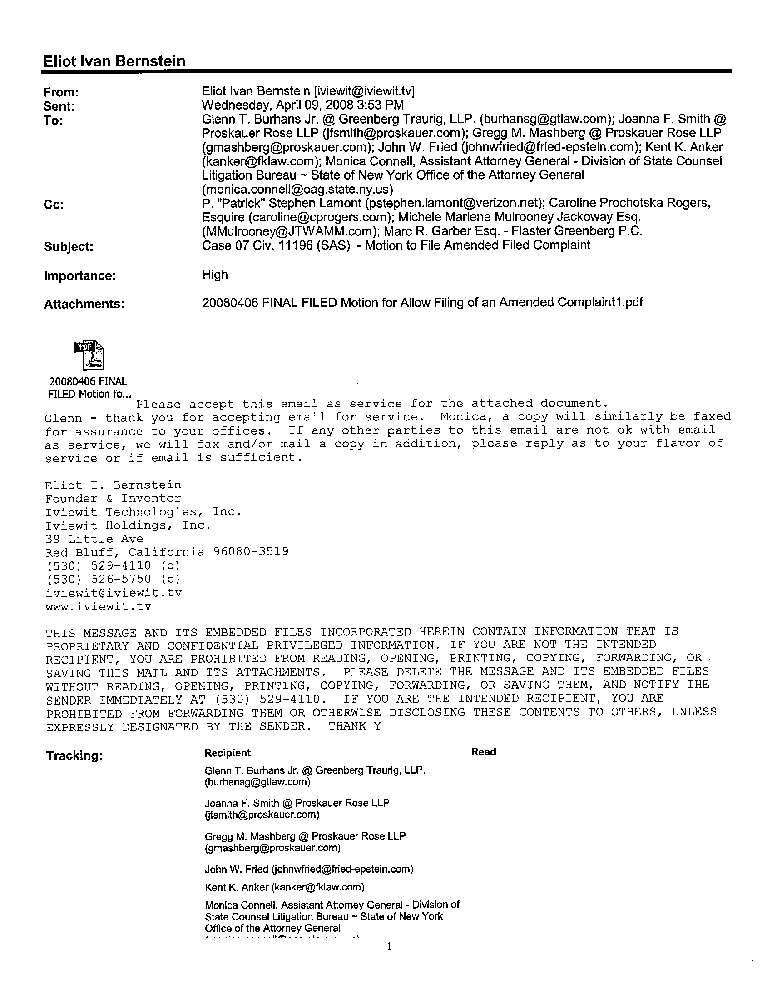 Eliot Ivan Bernstein
From: Eliot Ivan Bernstein [iviewit@iviewit.tv]
Sent: Wednesday, April 09, 2008 3:53 PM
To: Glenn T. Burhans Jr. @ Greenberg Traurig, LLP. (burhansg@gtlaw.com); Joanna F. Smith @
Proskauer Rose LLP (jfsmith@proskauer.com); Gregg M. Mashberg @ Proskauer Rose LLP
(gmashberg@proskauer.com); John W. Fried (johnwfried@fried-epstein.com); Kent K. Anker
(kanker@fklaw.com); Monica Connell, Assistant Attorney General - Division of State Counsel
Litigation Bureau ~ State of New York Office of the Attorney General
(monica.connell@oag.state.ny.us)
Cc: P. "Patrick" Stephen Lamont (pstephen.lamont@verizon.net); Caroline Prochotska Rogers,
Esquire (caroline@cprogers.com); Michele Marlene Mulrooney Jackoway Esq.
(MMulrooney@JTWAMM.com); Marc R. Garber Esq. - Flaster Greenberg P.C.
Subject: Case 07 Civ. 11196 (SAS)  - Motion to File Amended Filed Complaint
Importance: High
Attachments: 20080406 FINAL FILED Motion for Allow Filing of an Amended Complaint1.pdf
PDF
20080406 FINAL
FILED Motion fo...
Please accept this email as service for the attached document.
Glenn - thank you for accepting email for service.  Monica, a copy will similarly be faxed
for assurance to your offices.  If any other parties to this email are not ok with email
as service, we will fax and/or mail a copy in addition, please reply as to your flavor of
service or if email is sufficient.
Eliot I. Bernstein
Founder & Inventor
Iviewit Technologies, Inc.
Iviewit Holdings, Inc.
39 Little Ave
Red Bluff, California 96080-3519
(530) 529-4110 (o)
(530) 526-5750 (c)
iviewit@iviewit.tv
www.iviewit.tv
THIS MESSAGE AND ITS EMBEDDED FILES INCORPORATED HEREIN CONTAIN INFORMATION THAT IS
PROPRIETARY AND CONFIDENTIAL PRIVILEGED INFORMATION. IF YOU ARE NOT THE INTENDED
RECIPIENT, YOU ARE PROHIBITED FROM READING, OPENING, PRINTING, COPYING, FORWARDING, OR
SAVING THIS MAIL AND ITS ATTACHMENTS.  PLEASE DELETE THE MESSAGE AND ITS EMBEDDED FILES
WITHOUT READING, OPENING, PRINTING, COPYING, FORWARDING, OR SAVING THEM, AND NOTIFY THE
SENDER IMMEDIATELY AT (530) 529-4110.  IF YOU ARE THE INTENDED RECIPIENT, YOU ARE
PROHIBITED FROM FORWARDING THEM OR OTHERWISE DISCLOSING THESE CONTENTS TO OTHERS, UNLESS
EXPRESSLY DESIGNATED BY THE SENDER.  THANK Y
Tracking: Recipient Read
Glenn T. Burhans Jr. @ Greenberg Traurig, LLP.
(burhansg@gtlaw.com)
Joanna F. Smith @ Proskauer Rose LLP
(jfsmith@proskauer.com)
Gregg M. Mashberg @ Proskauer Rose LLP
(gmashberg@proskauer.com)
John W. Fried (johnwfried@fried-epstein.com)
Kent K. Anker (kanker@fklaw.com)
Monica Connell, Assistant Attorney General - Division of
State Counsel Litigation Bureau ~ State of New York
Office of the Attorney General
1